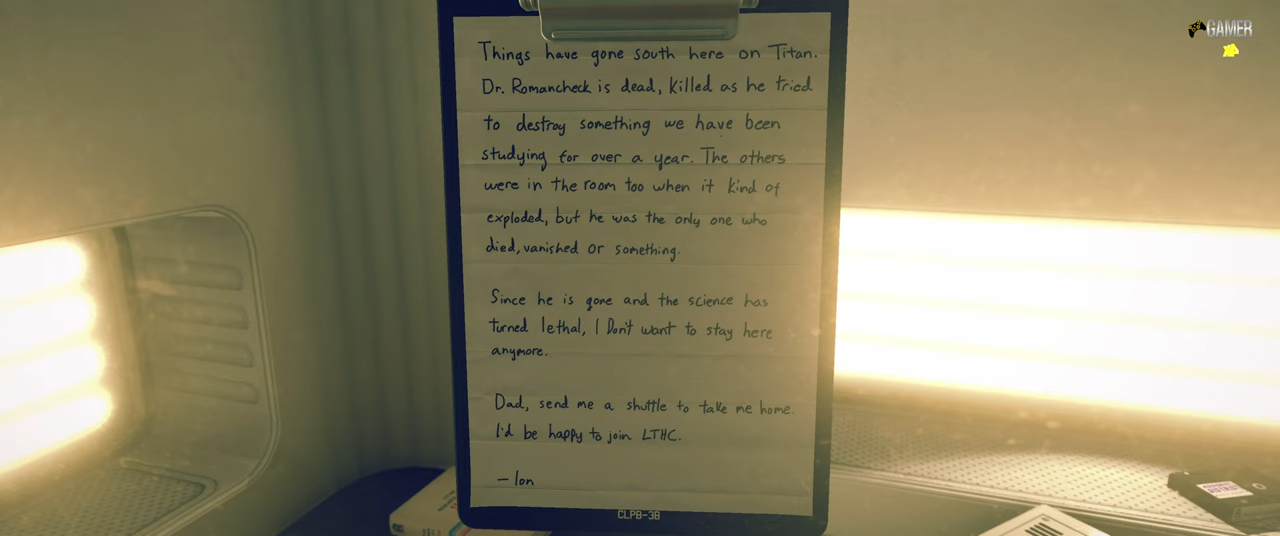 GAMER
Things have gone south here on Titan.
Dr. Romancheck is dead, killed as he tried
to destroy something we have been
studying for over a year. The others
were in the room too when it kind of
exploded, but he was the only one who
died, vanished or something.
Since he is gone and the science has
turned lethal, I Don't want to stay here
anymore.
Dad, send me a shuttle to take me home.
I'd be happy to join LTHC.
— Ion
CLPB-38